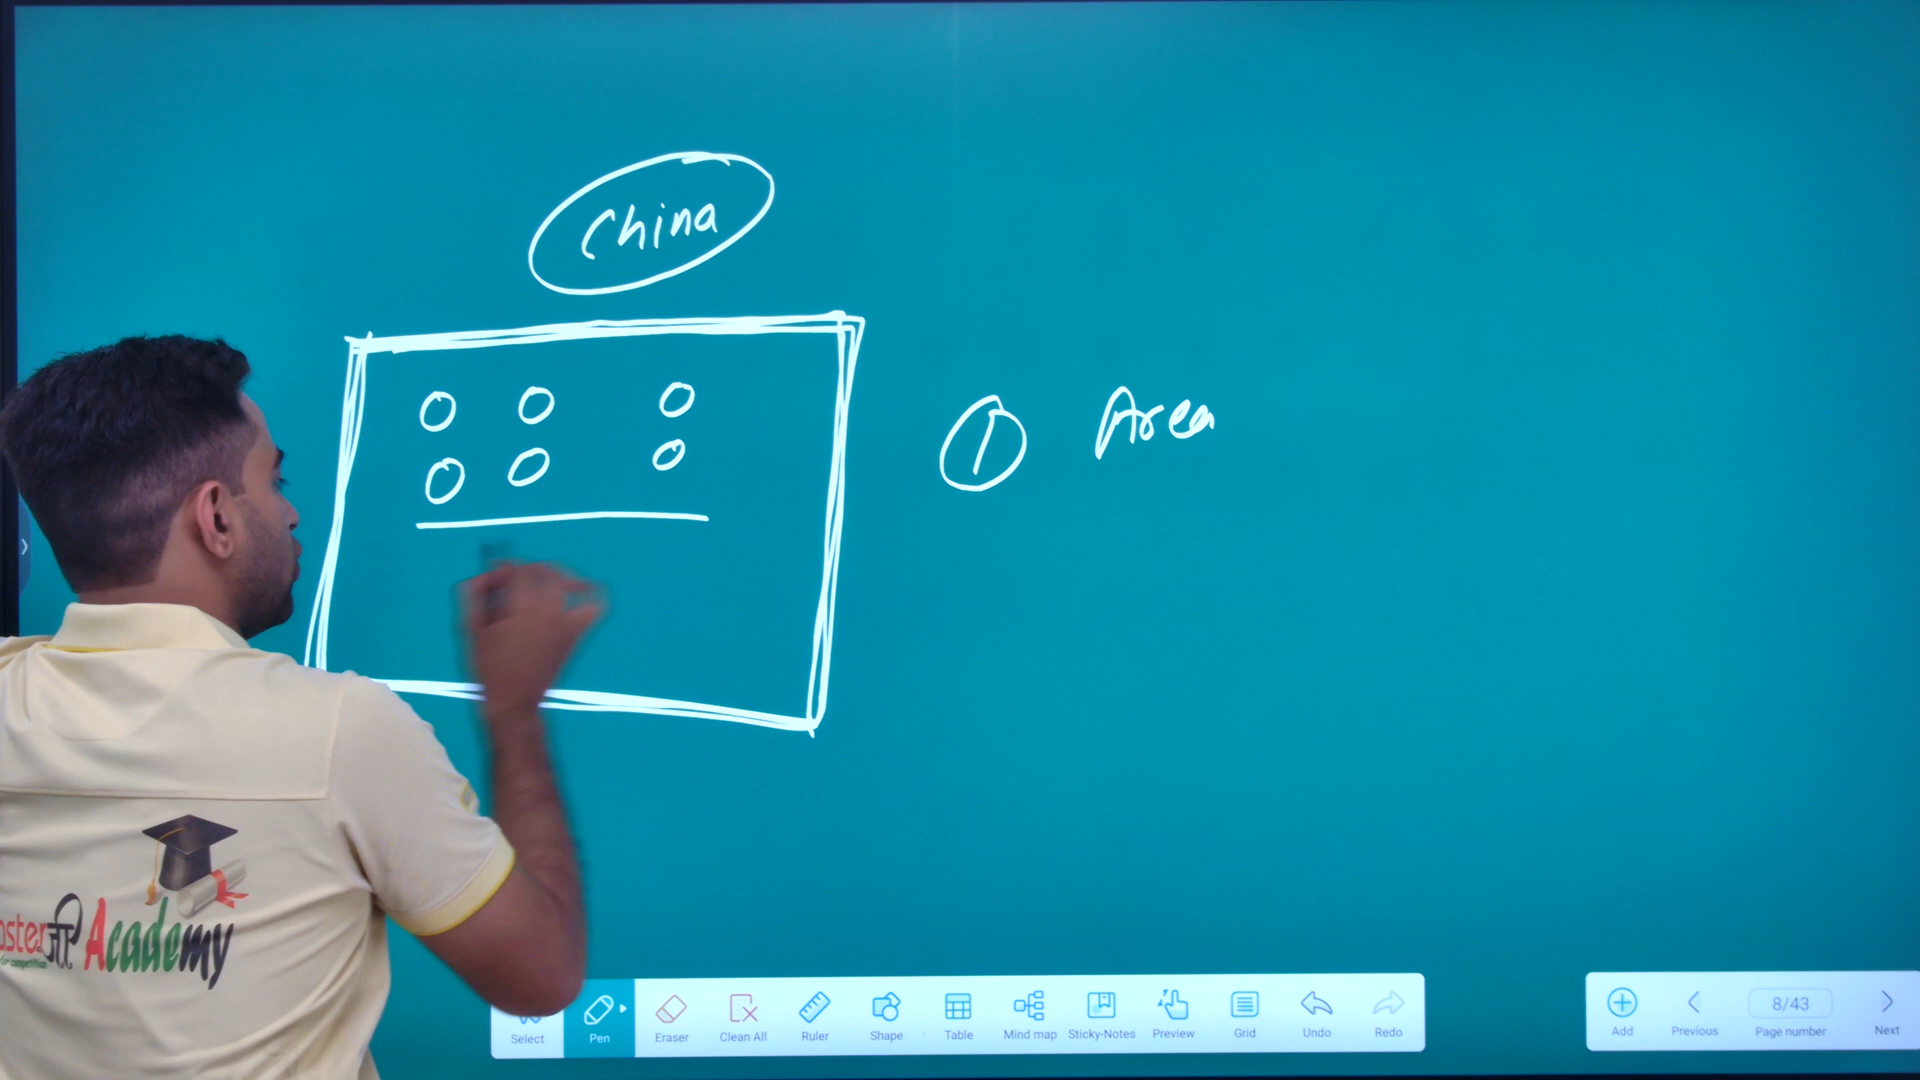 China
① Area
Academy
Select Pen Eraser Clean All Ruler Shape Table Mind map Sticky-Notes Preview Grid Undo Redo
Add Previous 8/43 Page number Next